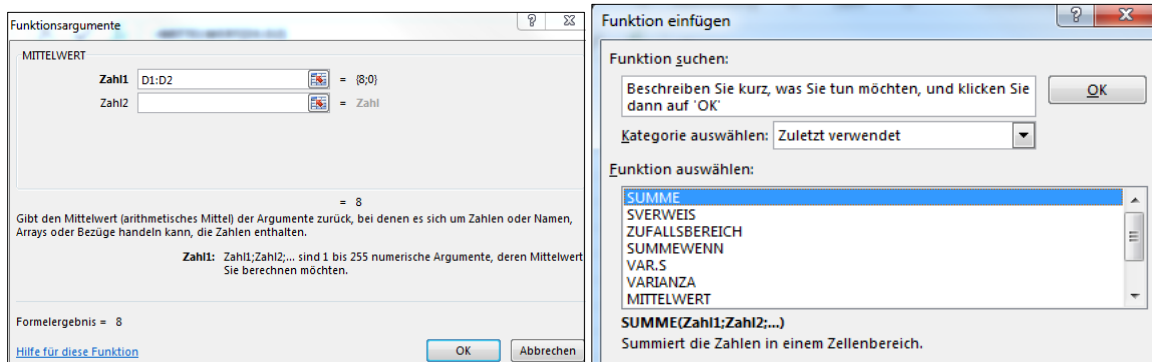 Funktionsargumente
MITTELWERT
Zahl1 D1:D2 = {8;0}
Zahl2 = Zahl
= 8
Gibt den Mittelwert (arithmetisches Mittel) der Argumente zurück, bei denen es sich um Zahlen oder Namen,
Arrays oder Bezüge handeln kann, die Zahlen enthalten.
Zahl1: Zahl1;Zahl2;... sind 1 bis 255 numerische Argumente, deren Mittelwert
Sie berechnen möchten.
Formelergebnis = 8
Hilfe für diese Funktion OK Abbrechen
Funktion einfügen
Funktion suchen:
Beschreiben Sie kurz, was Sie tun möchten, und klicken Sie
dann auf 'OK'
OK
Kategorie auswählen: Zuletzt verwendet
Funktion auswählen:
SUMME
SVERWEIS
ZUFALLSBEREICH
SUMMEWENN
VAR.S
VARIANZA
MITTELWERT
SUMME(Zahl1;Zahl2;...)
Summiert die Zahlen in einem Zellenbereich.